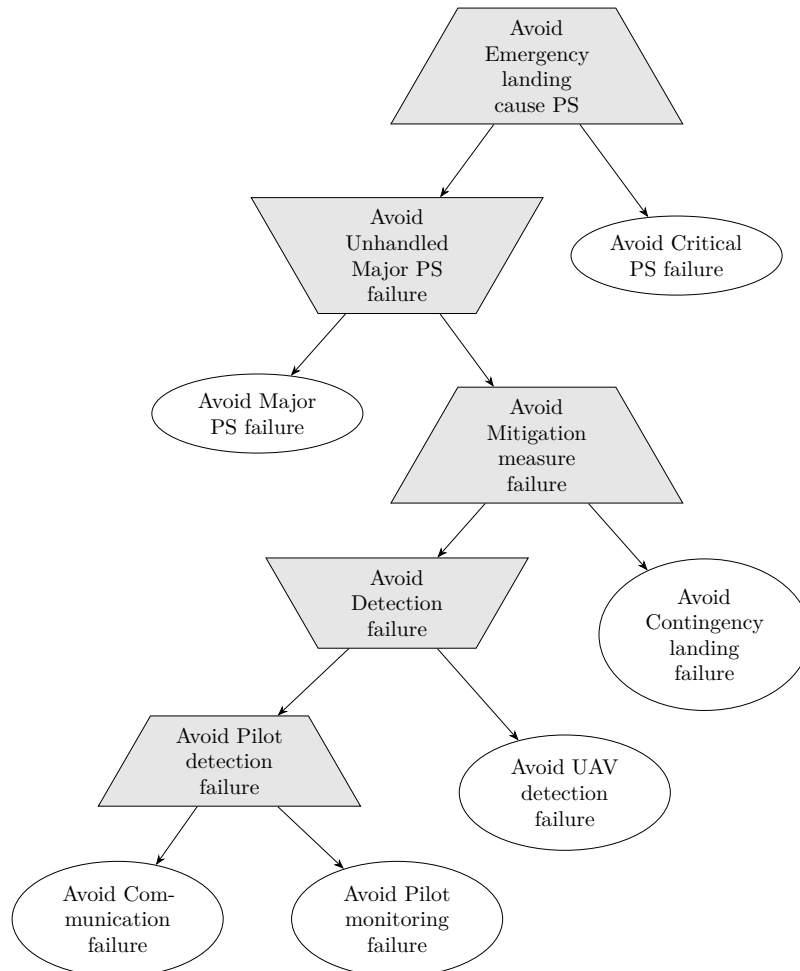 Avoid
Emergency
landing
cause PS
Avoid
Unhandled
Major PS
failure
Avoid Critical
PS failure
Avoid Major
PS failure
Avoid
Mitigation
measure
failure
Avoid
Detection
failure
Avoid
Contingency
landing
failure
Avoid Pilot
detection
failure
Avoid UAV
detection
failure
Avoid Com-
munication
failure
Avoid Pilot
monitoring
failure